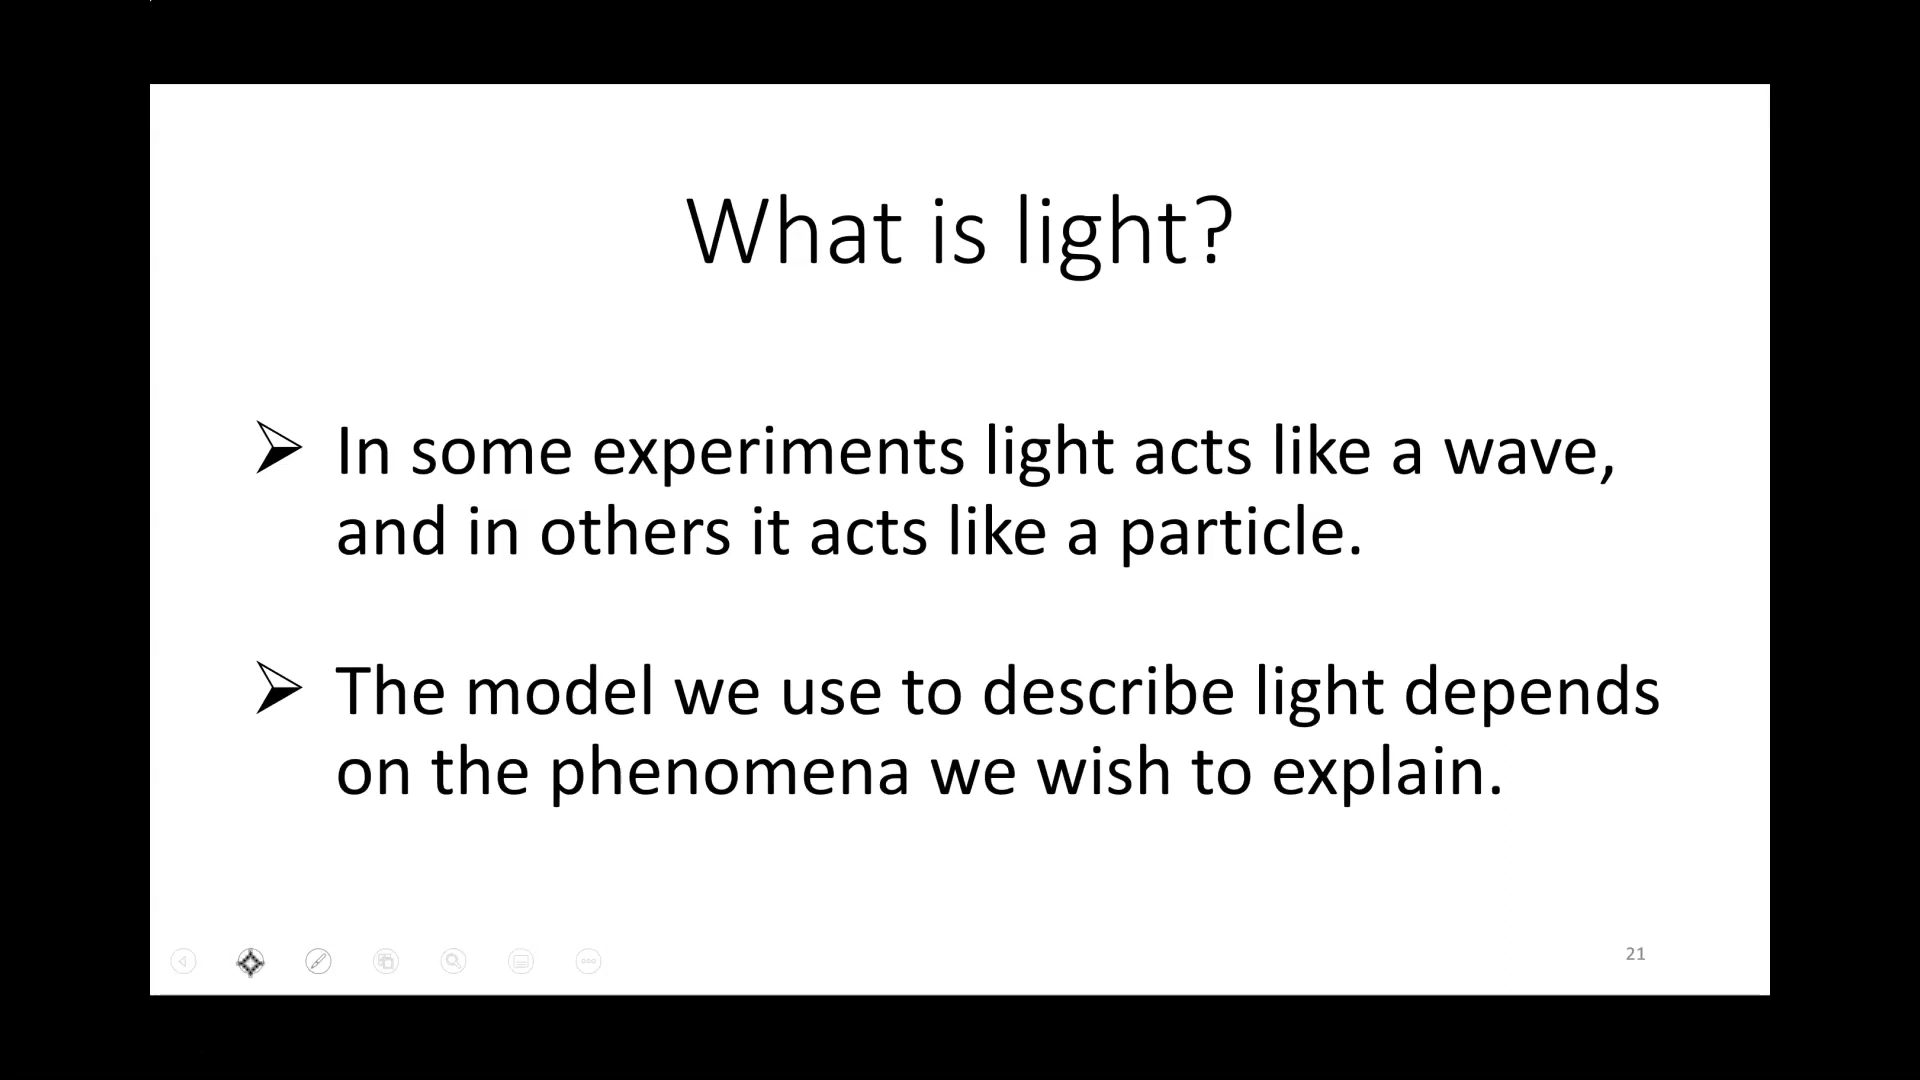 What is light?
In some experiments light acts like a wave,
and in others it acts like a particle.
The model we use to describe light depends
on the phenomena we wish to explain.
21